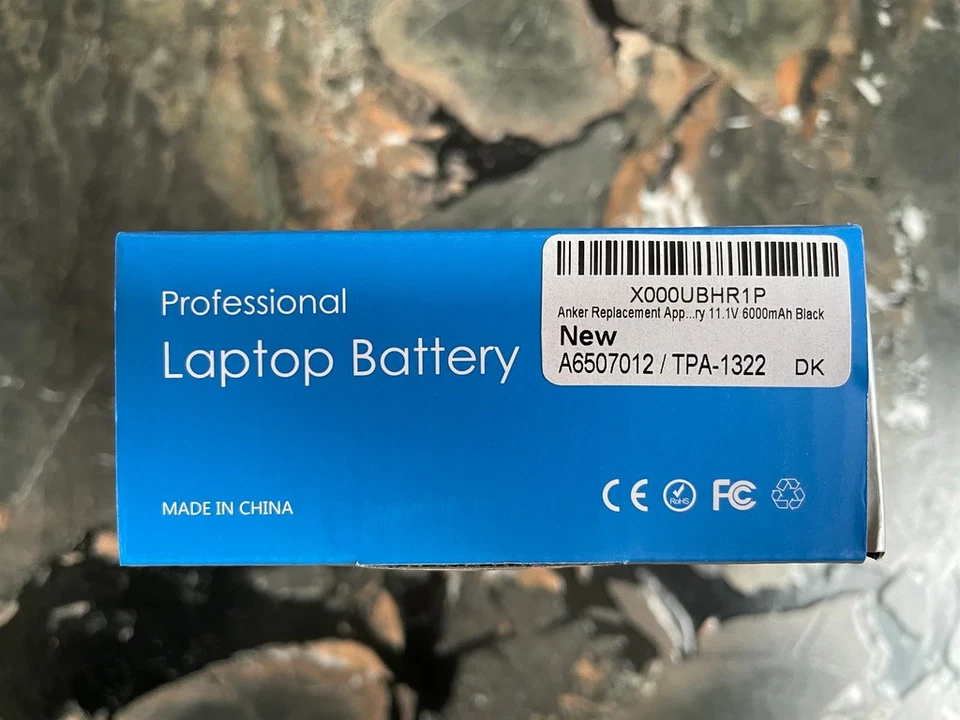 Professional
Laptop Battery
X000UBHR1P
Anker Replacement App...ry 11.1V 6000mAh Black
New
A6507012 / TPA-1322 DK
MADE IN CHINA
CE RoHS FC